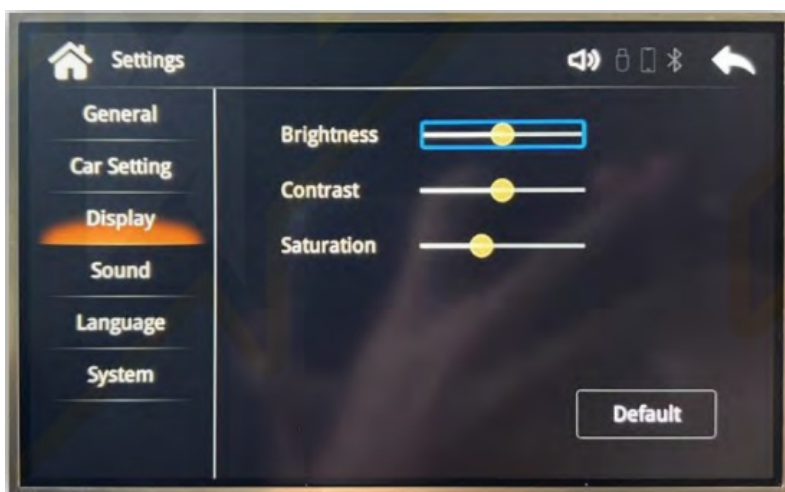 Settings
General
Car Setting
Display
Sound
Language
System
Brightness
Contrast
Saturation
Default